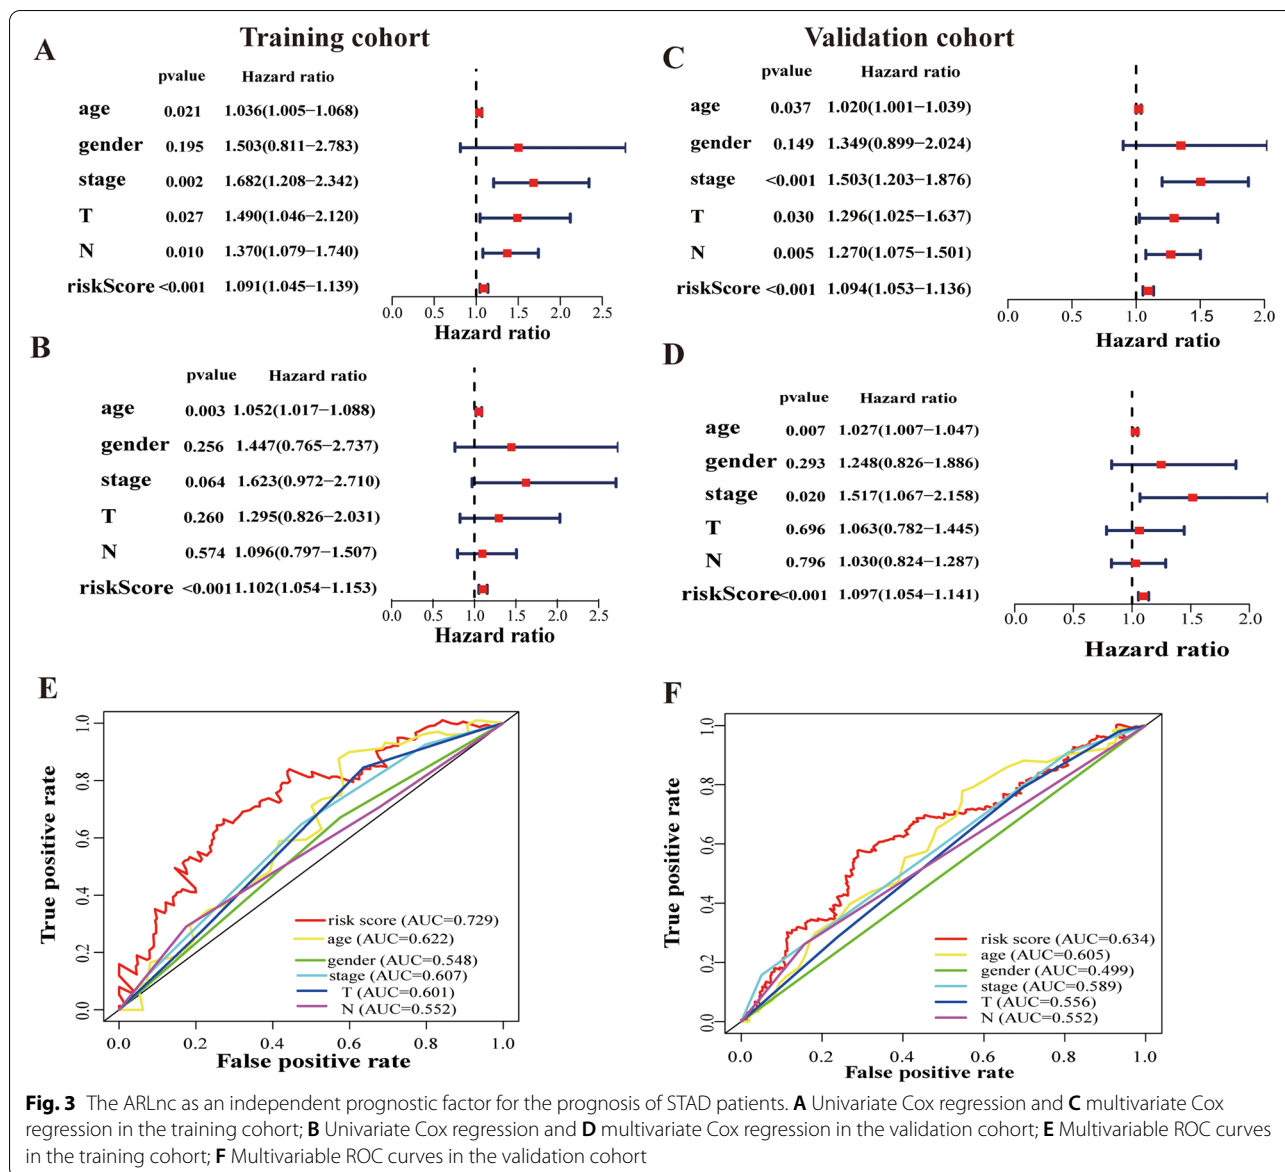 Training cohort
A
pvalue Hazard ratio
age 0.021 1.036(1.005−1.068)
gender 0.195 1.503(0.811−2.783)
stage 0.002 1.682(1.208−2.342)
T 0.027 1.490(1.046−2.120)
N 0.010 1.370(1.079−1.740)
riskScore <0.001 1.091(1.045−1.139)
0.0 0.5 1.0 1.5 2.0 2.5
Hazard ratio
Validation cohort
C
pvalue Hazard ratio
age 0.037 1.020(1.001−1.039)
gender 0.149 1.349(0.899−2.024)
stage <0.001 1.503(1.203−1.876)
T 0.030 1.296(1.025−1.637)
N 0.005 1.270(1.075−1.501)
riskScore <0.001 1.094(1.053−1.136)
0.0 0.5 1.0 1.5 2.0
Hazard ratio
B
pvalue Hazard ratio
age 0.003 1.052(1.017−1.088)
gender 0.256 1.447(0.765−2.737)
stage 0.064 1.623(0.972−2.710)
T 0.260 1.295(0.826−2.031)
N 0.574 1.096(0.797−1.507)
riskScore <0.001 1.102(1.054−1.153)
0.0 0.5 1.0 1.5 2.0 2.5
Hazard ratio
D
pvalue Hazard ratio
age 0.007 1.027(1.007−1.047)
gender 0.293 1.248(0.826−1.886)
stage 0.020 1.517(1.067−2.158)
T 0.696 1.063(0.782−1.445)
N 0.796 1.030(0.824−1.287)
riskScore <0.001 1.097(1.054−1.141)
0.0 0.5 1.0 1.5 2.0
Hazard ratio
E
True positive rate
0.0 0.2 0.4 0.6 0.8 1.0
risk score (AUC=0.729)
age (AUC=0.622)
gender (AUC=0.548)
stage (AUC=0.607)
T (AUC=0.601)
N (AUC=0.552)
0.0 0.2 0.4 0.6 0.8 1.0
False positive rate
F
True positive rate
0.0 0.2 0.4 0.6 0.8 1.0
risk score (AUC=0.634)
age (AUC=0.605)
gender (AUC=0.499)
stage (AUC=0.589)
T (AUC=0.556)
N (AUC=0.552)
0.0 0.2 0.4 0.6 0.8 1.0
False positive rate
Fig. 3 The ARLnc as an independent prognostic factor for the prognosis of STAD patients. A Univariate Cox regression and C multivariate Cox
regression in the training cohort; B Univariate Cox regression and D multivariate Cox regression in the validation cohort; E Multivariable ROC curves
in the training cohort; F Multivariable ROC curves in the validation cohort